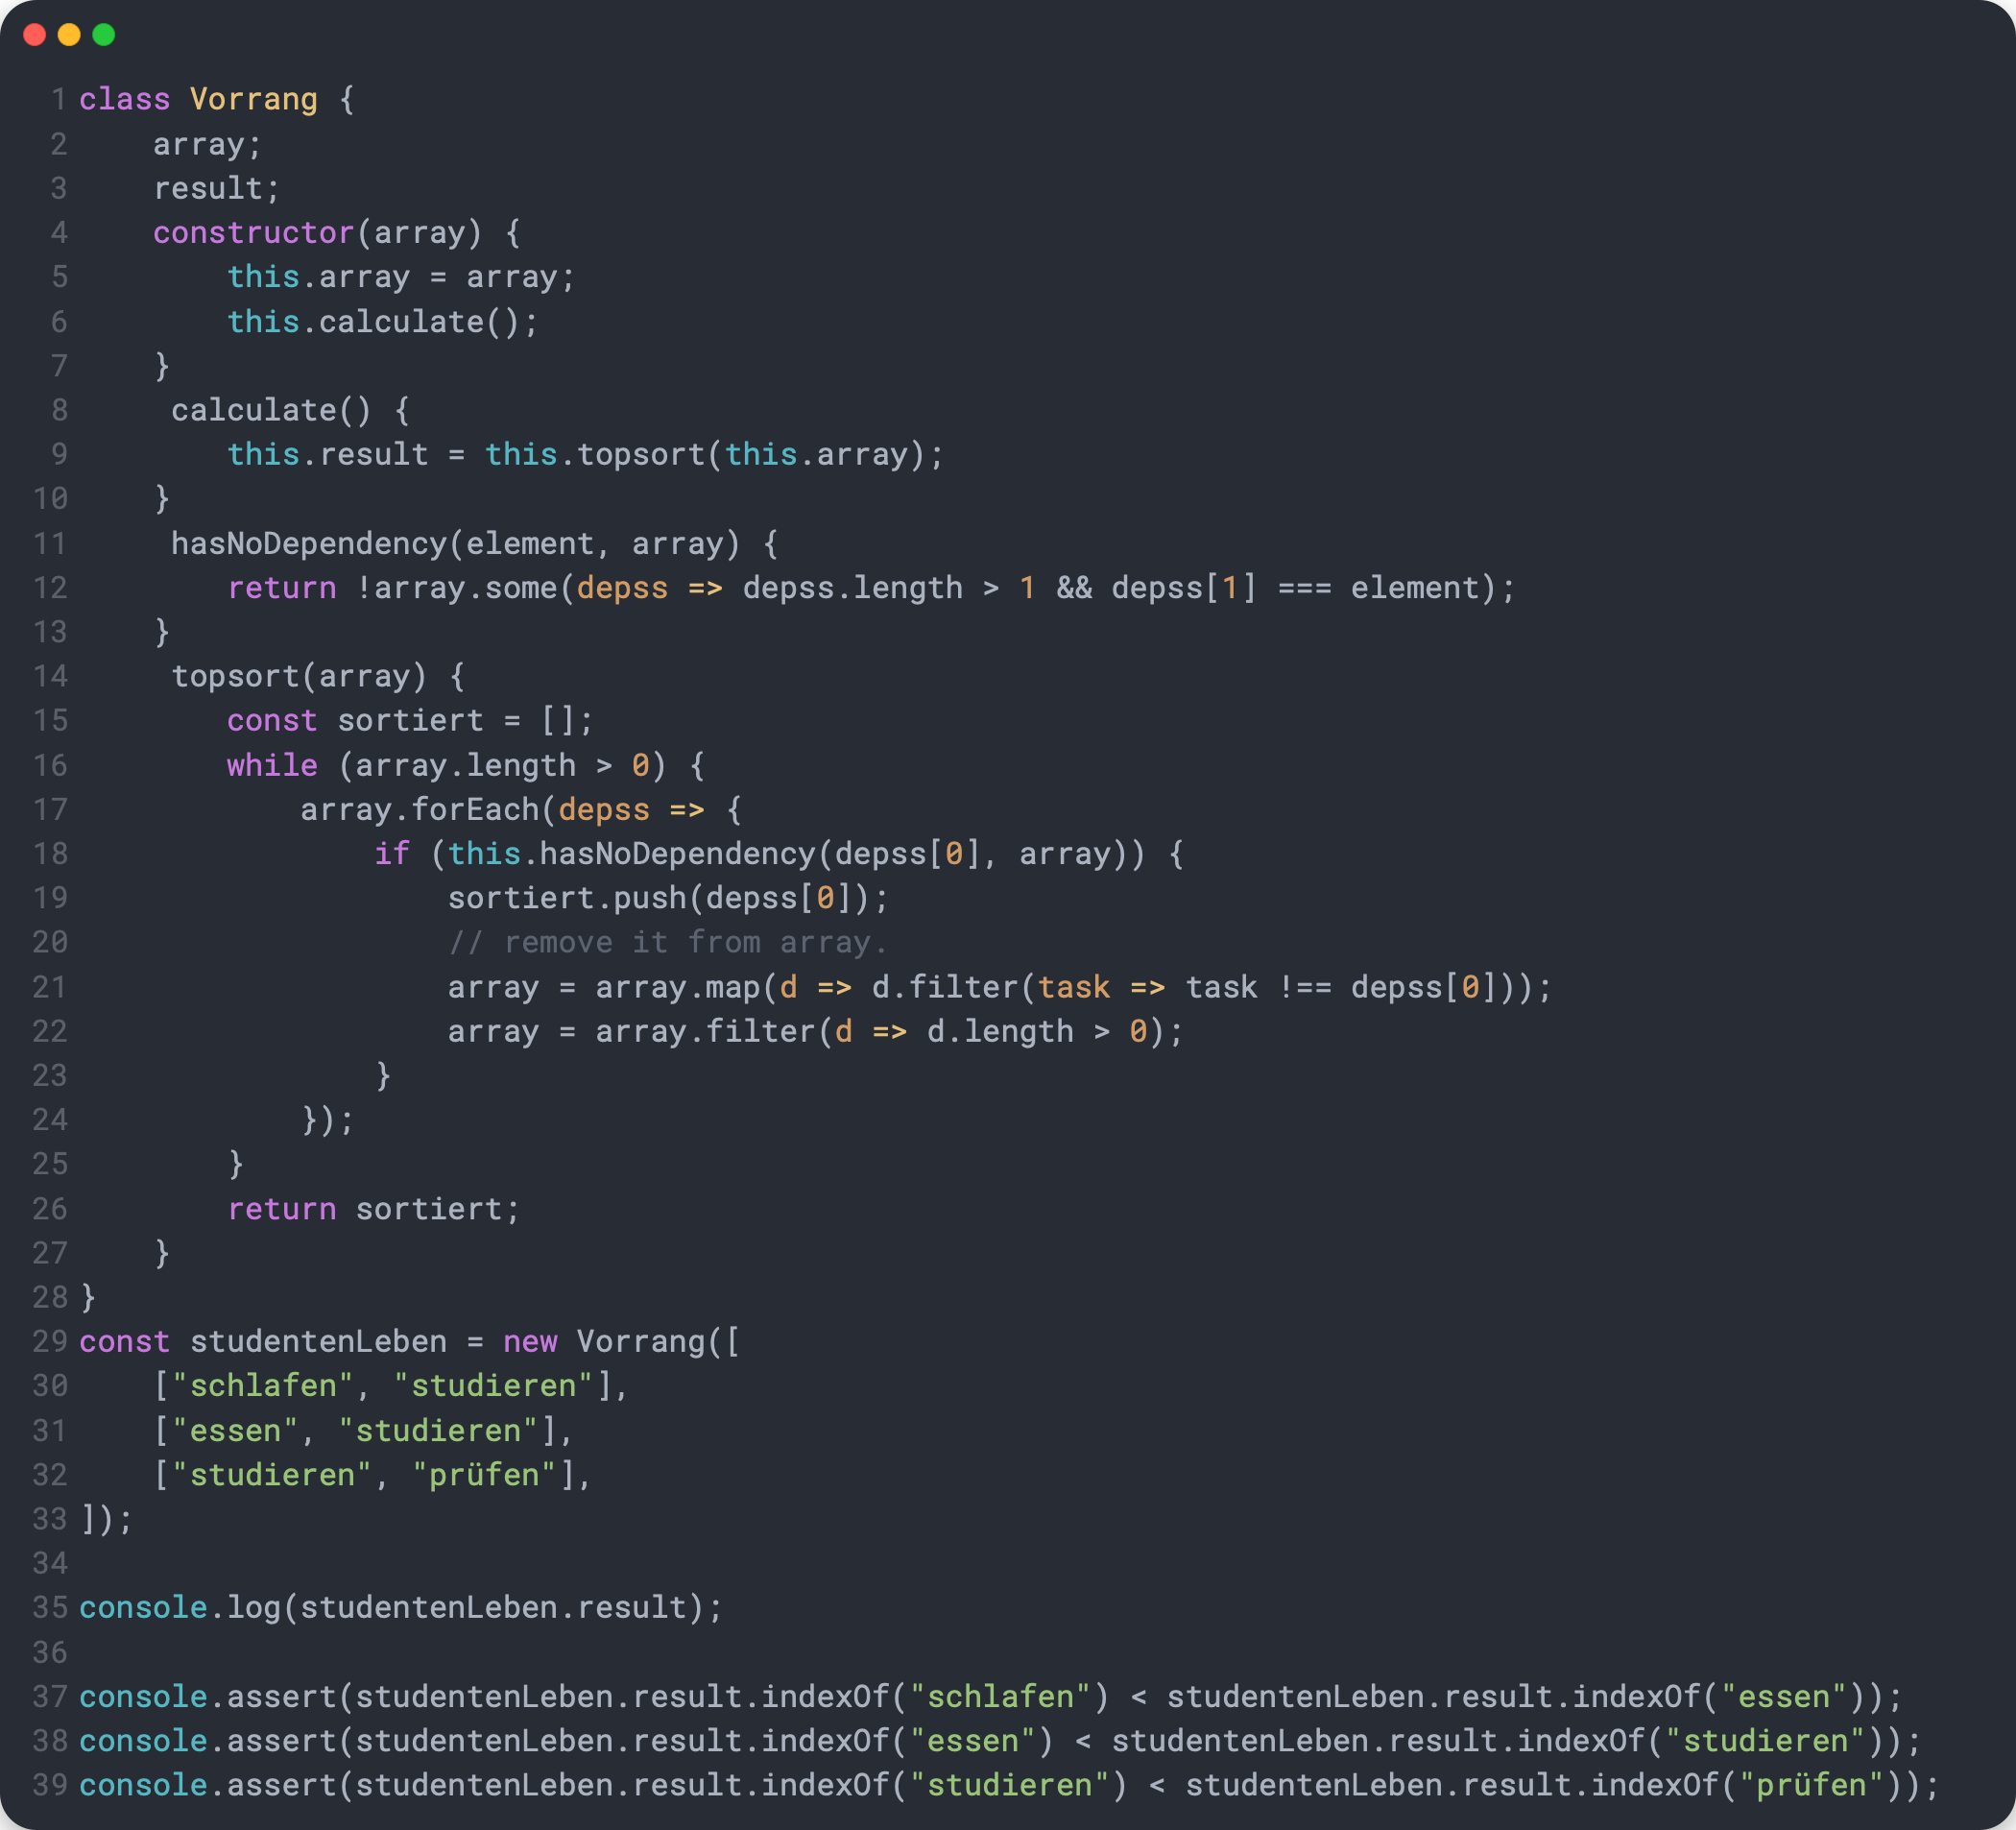 1 class Vorrang {
2     array;
3     result;
4     constructor(array) {
5         this.array = array;
6         this.calculate();
7     }
8      calculate() {
9         this.result = this.topsort(this.array);
10     }
11      hasNoDependency(element, array) {
12         return !array.some(depss => depss.length > 1 && depss[1] === element);
13     }
14      topsort(array) {
15         const sortiert = [];
16         while (array.length > 0) {
17             array.forEach(depss => {
18                 if (this.hasNoDependency(depss[0], array)) {
19                     sortiert.push(depss[0]);
20                     // remove it from array.
21                     array = array.map(d => d.filter(task => task !== depss[0]));
22                     array = array.filter(d => d.length > 0);
23                 }
24             });
25         }
26         return sortiert;
27     }
28 }
29 const studentenLeben = new Vorrang([
30     ["schlafen", "studieren"],
31     ["essen", "studieren"],
32     ["studieren", "prüfen"],
33 ]);
34
35 console.log(studentenLeben.result);
36
37 console.assert(studentenLeben.result.indexOf("schlafen") < studentenLeben.result.indexOf("essen"));
38 console.assert(studentenLeben.result.indexOf("essen") < studentenLeben.result.indexOf("studieren"));
39 console.assert(studentenLeben.result.indexOf("studieren") < studentenLeben.result.indexOf("prüfen"));